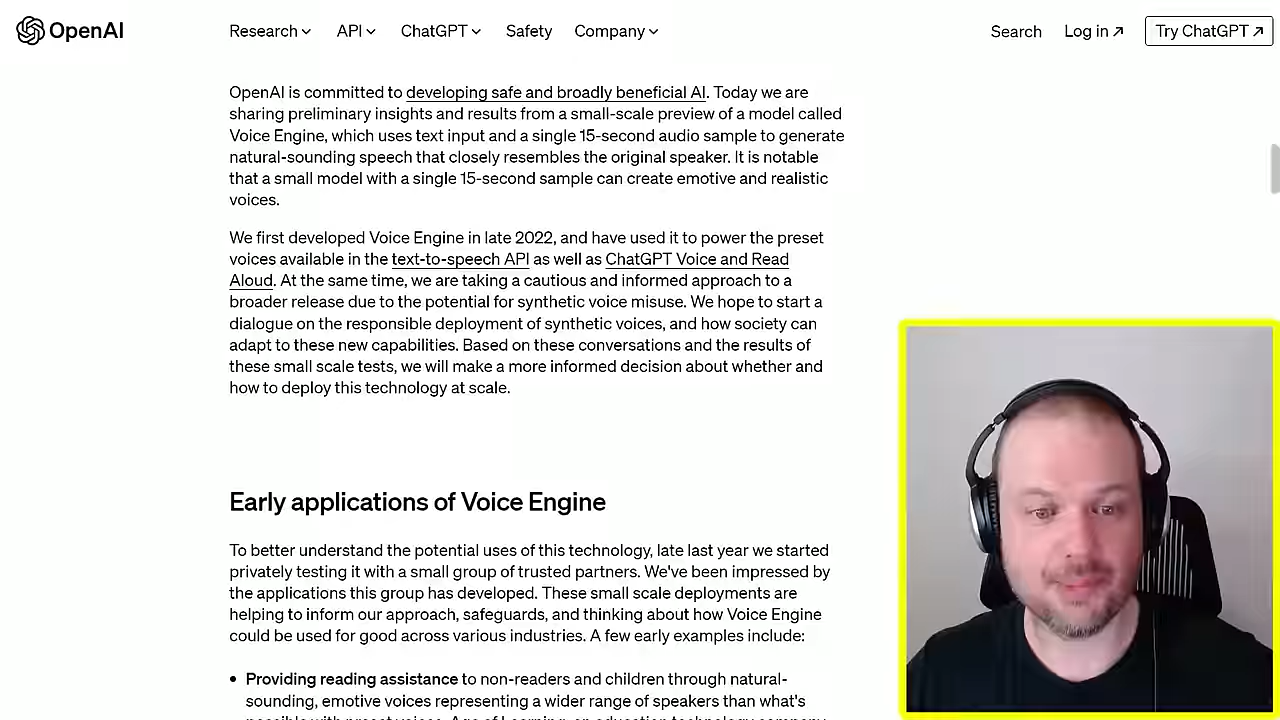 OpenAI
Research
API
ChatGPT
Safety
Company
Search
Log in ↗
Try ChatGPT ↗
OpenAI is committed to developing safe and broadly beneficial AI. Today we are
sharing preliminary insights and results from a small-scale preview of a model called
Voice Engine, which uses text input and a single 15-second audio sample to generate
natural-sounding speech that closely resembles the original speaker. It is notable
that a small model with a single 15-second sample can create emotive and realistic
voices.
We first developed Voice Engine in late 2022, and have used it to power the preset
voices available in the text-to-speech API as well as ChatGPT Voice and Read
Aloud. At the same time, we are taking a cautious and informed approach to a
broader release due to the potential for synthetic voice misuse. We hope to start a
dialogue on the responsible deployment of synthetic voices, and how society can
adapt to these new capabilities. Based on these conversations and the results of
these small scale tests, we will make a more informed decision about whether and
how to deploy this technology at scale.
Early applications of Voice Engine
To better understand the potential uses of this technology, late last year we started
privately testing it with a small group of trusted partners. We've been impressed by
the applications this group has developed. These small scale deployments are
helping to inform our approach, safeguards, and thinking about how Voice Engine
could be used for good across various industries. A few early examples include:
• Providing reading assistance to non-readers and children through natural-
sounding, emotive voices representing a wider range of speakers than what's
possible with preset voices. Age of Learning, an education technology company